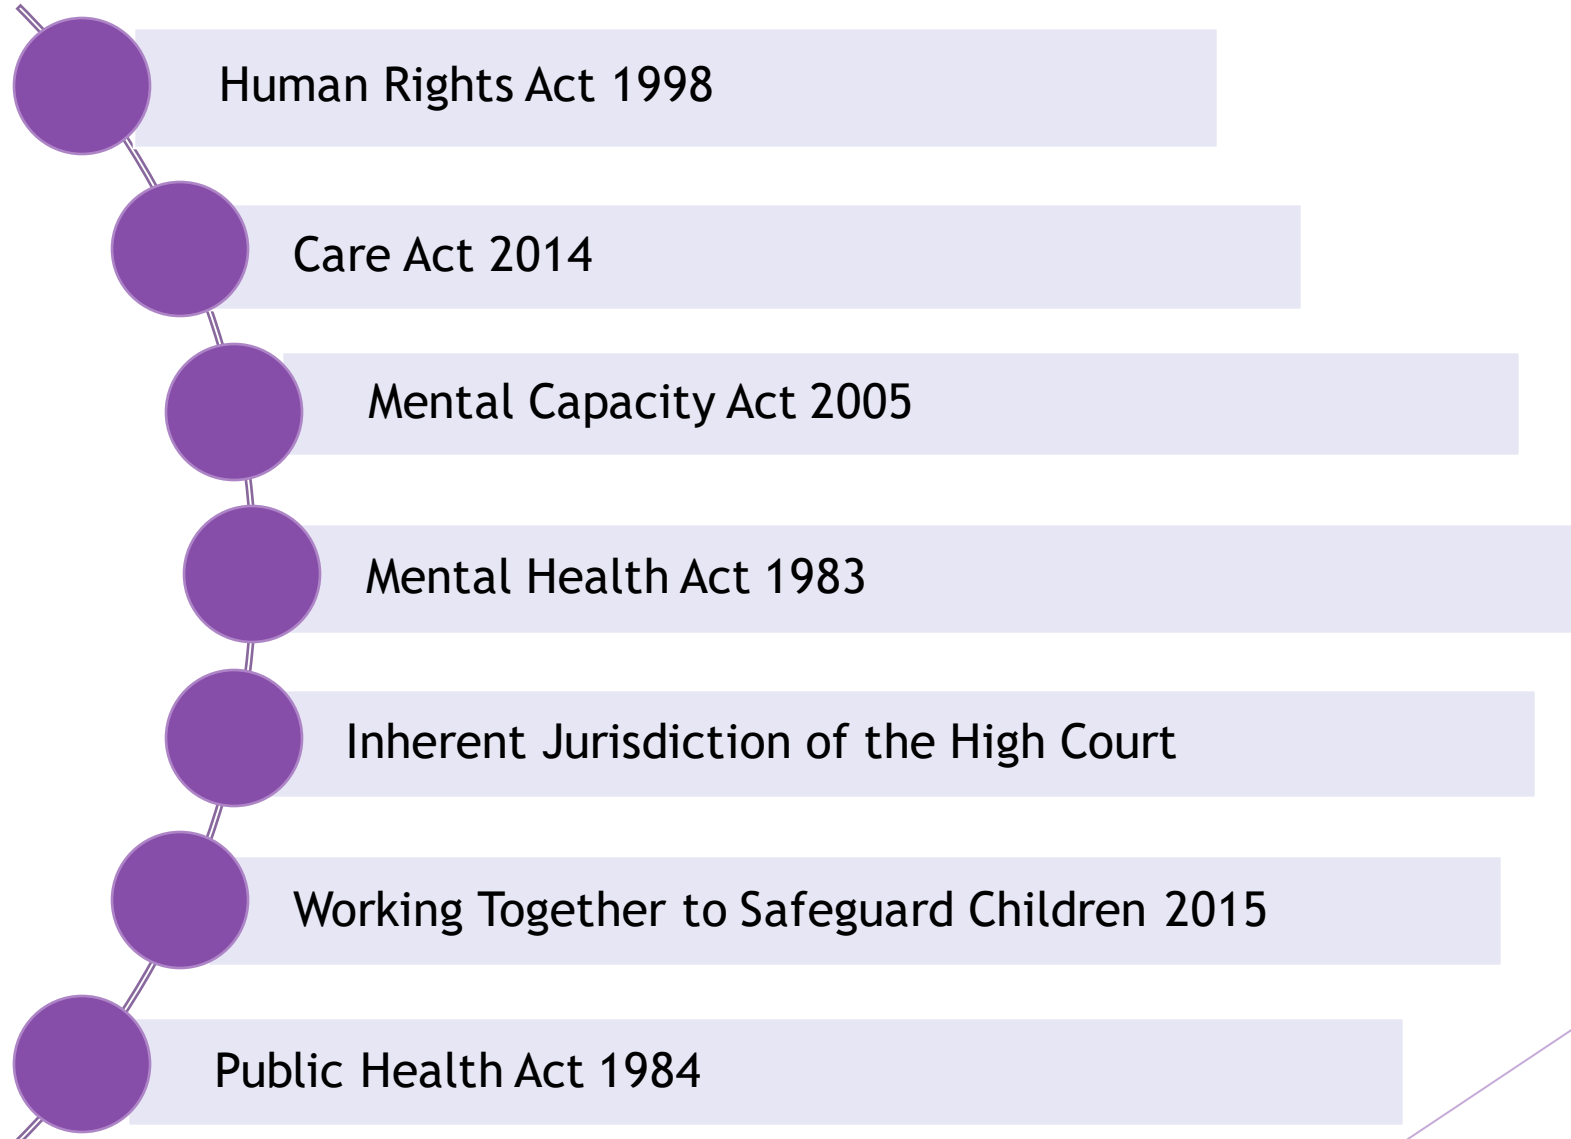 Human Rights Act 1998
Care Act 2014
Mental Capacity Act 2005
Mental Health Act 1983
Inherent Jurisdiction of the High Court
Working Together to Safeguard Children 2015
Public Health Act 1984